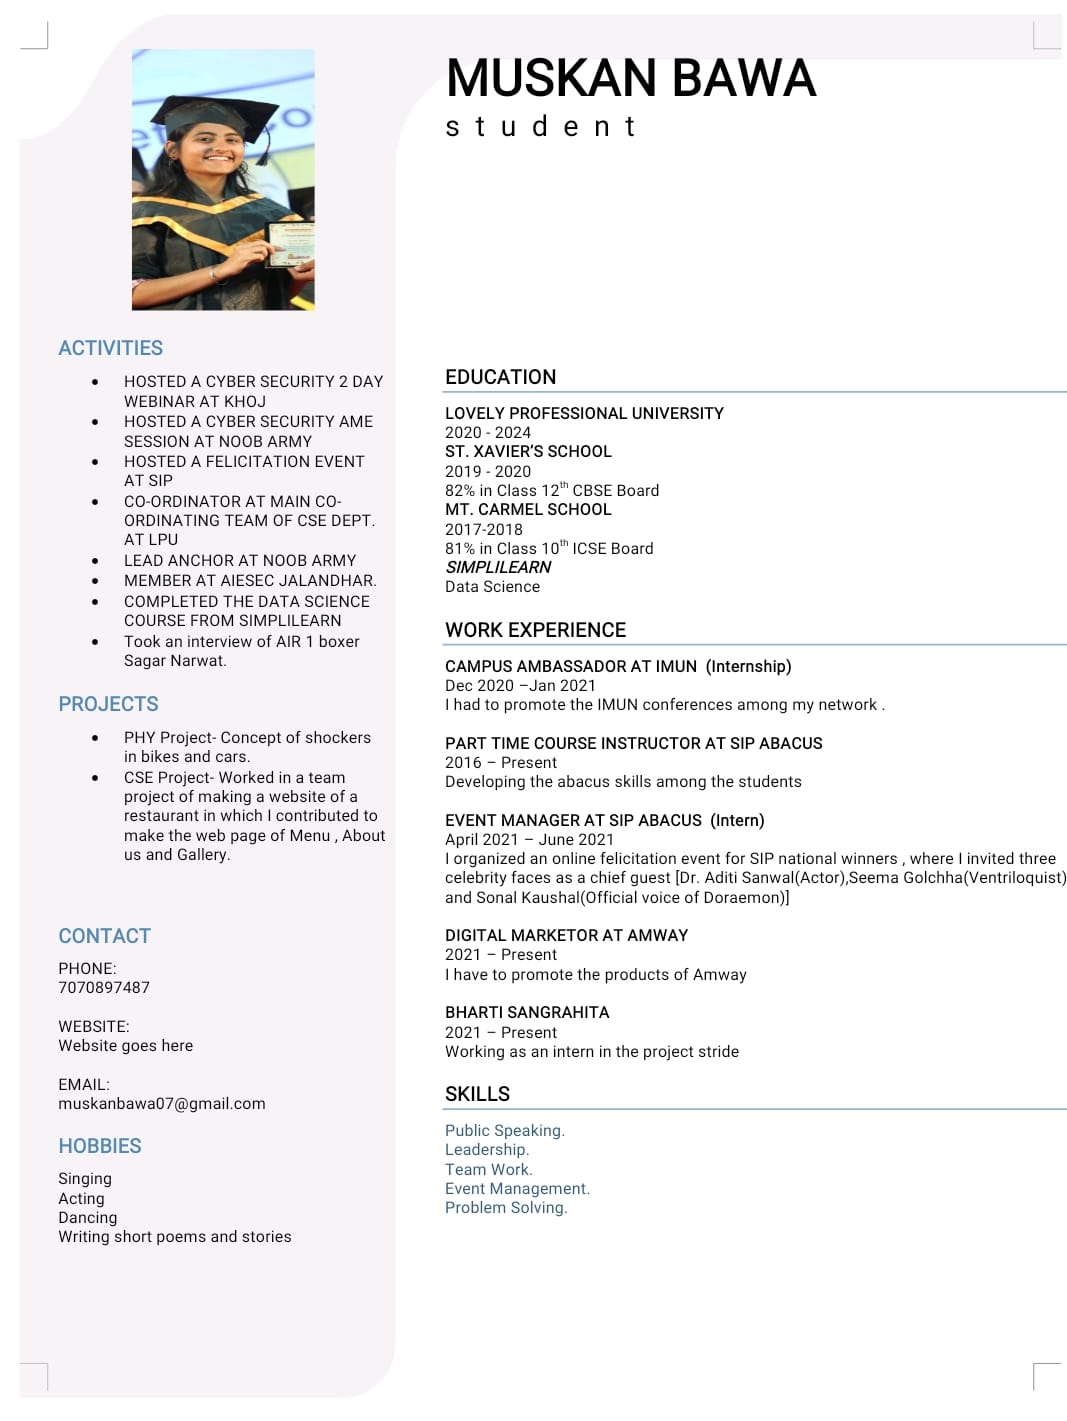 MUSKAN BAWA
student
ACTIVITIES
• HOSTED A CYBER SECURITY 2 DAY
WEBINAR AT KHOJ
• HOSTED A CYBER SECURITY AME
SESSION AT NOOB ARMY
• HOSTED A FELICITATION EVENT
AT SIP
• CO-ORDINATOR AT MAIN CO-
ORDINATING TEAM OF CSE DEPT.
AT LPU
• LEAD ANCHOR AT NOOB ARMY
• MEMBER AT AIESEC JALANDHAR.
• COMPLETED THE DATA SCIENCE
COURSE FROM SIMPLILEARN
• Took an interview of AIR 1 boxer
Sagar Narwat.
PROJECTS
• PHY Project- Concept of shockers
in bikes and cars.
• CSE Project- Worked in a team
project of making a website of a
restaurant in which I contributed to
make the web page of Menu , About
us and Gallery.
CONTACT
PHONE:
7070897487
WEBSITE:
Website goes here
EMAIL:
muskanbawa07@gmail.com
HOBBIES
Singing
Acting
Dancing
Writing short poems and stories
EDUCATION
LOVELY PROFESSIONAL UNIVERSITY
2020 - 2024
ST. XAVIER’S SCHOOL
2019 - 2020
82% in Class 12th CBSE Board
MT. CARMEL SCHOOL
2017-2018
81% in Class 10th ICSE Board
SIMPLILEARN
Data Science
WORK EXPERIENCE
CAMPUS AMBASSADOR AT IMUN (Internship)
Dec 2020 –Jan 2021
I had to promote the IMUN conferences among my network .
PART TIME COURSE INSTRUCTOR AT SIP ABACUS
2016 – Present
Developing the abacus skills among the students
EVENT MANAGER AT SIP ABACUS (Intern)
April 2021 – June 2021
I organized an online felicitation event for SIP national winners , where I invited three
celebrity faces as a chief guest [Dr. Aditi Sanwal(Actor),Seema Golchha(Ventriloquist)
and Sonal Kaushal(Official voice of Doraemon)]
DIGITAL MARKETOR AT AMWAY
2021 – Present
I have to promote the products of Amway
BHARTI SANGRAHITA
2021 – Present
Working as an intern in the project stride
SKILLS
Public Speaking.
Leadership.
Team Work.
Event Management.
Problem Solving.